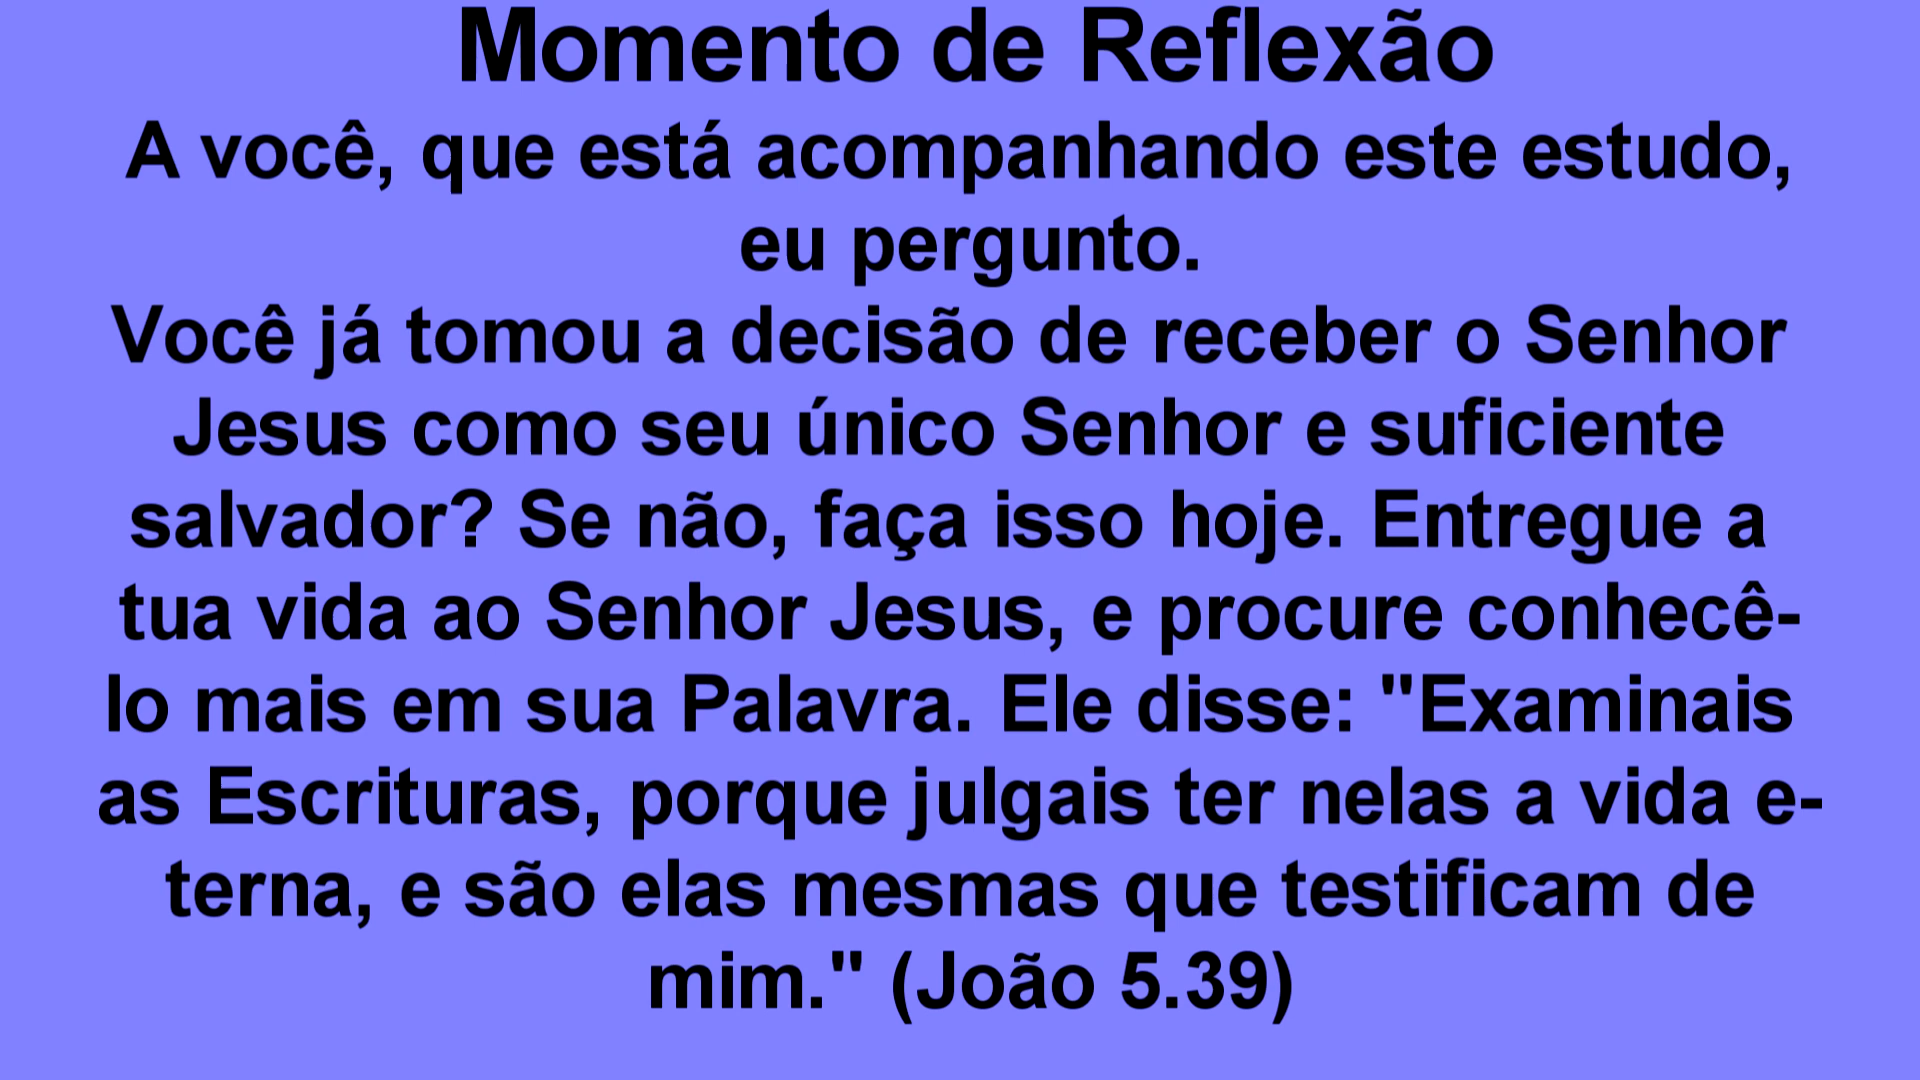 Momento de Reflexão
A você, que está acompanhando este estudo,
eu pergunto.
Você já tomou a decisão de receber o Senhor
Jesus como seu único Senhor e suficiente
salvador? Se não, faça isso hoje. Entregue a
tua vida ao Senhor Jesus, e procure conhecê-
lo mais em sua Palavra. Ele disse: "Examinais
as Escrituras, porque julgais ter nelas a vida e-
terna, e são elas mesmas que testificam de
mim." (João 5.39)